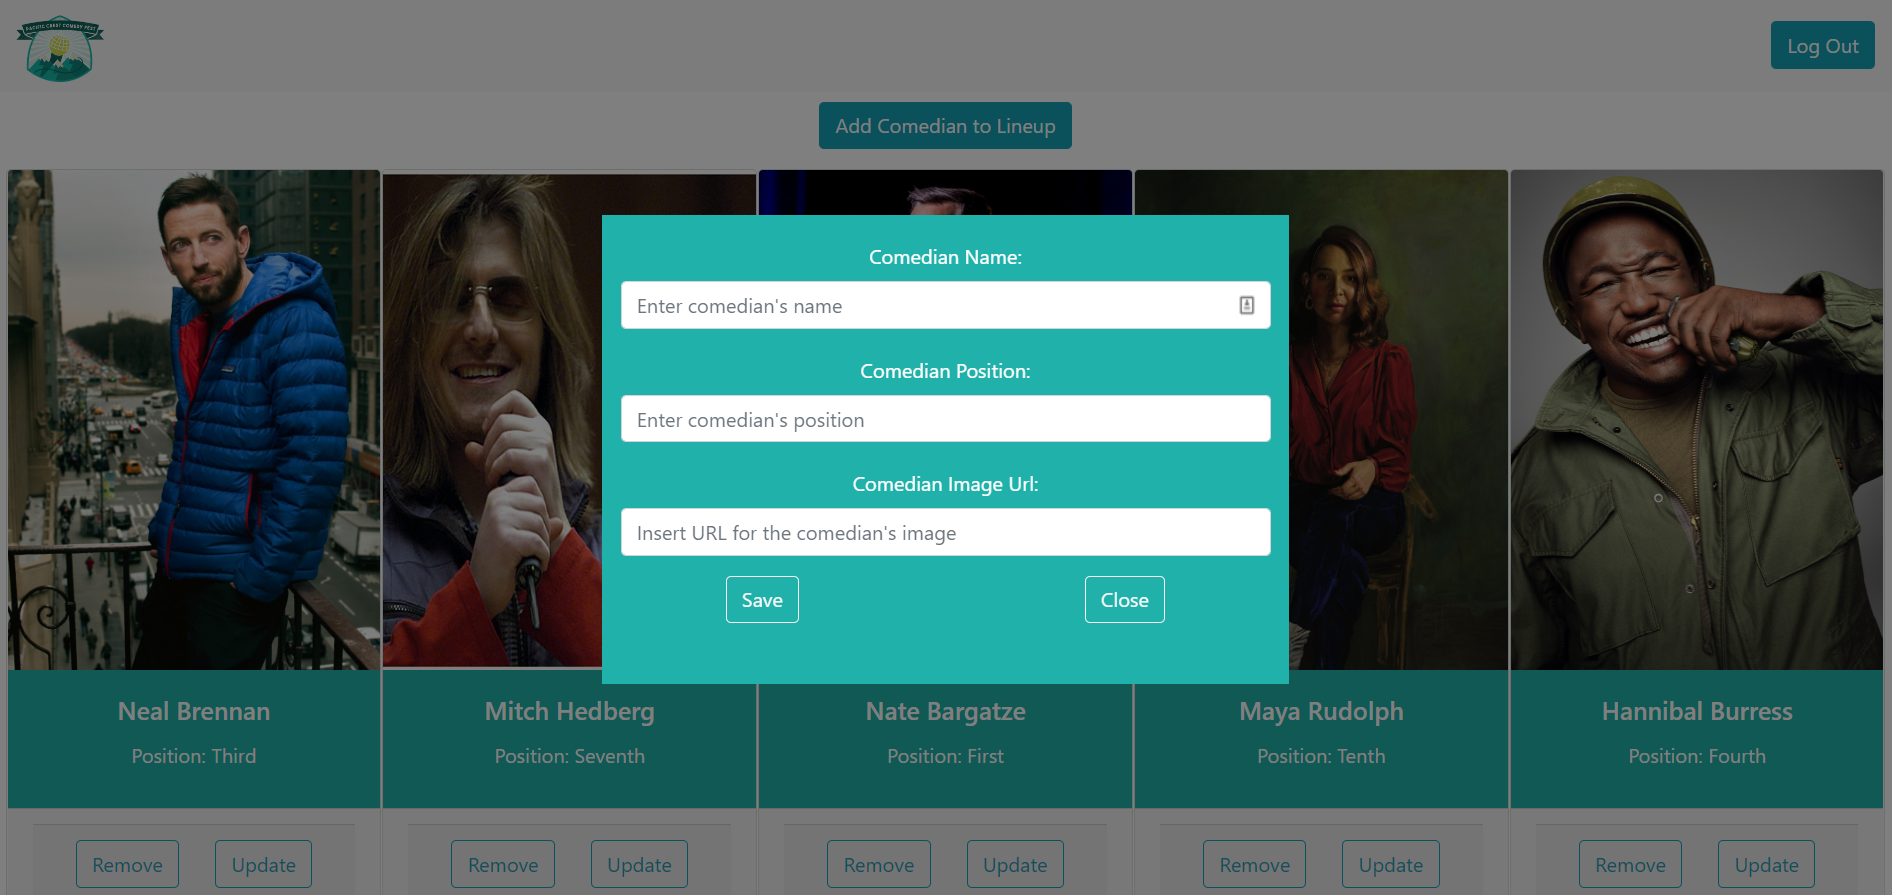 PACIFIC CREST COMEDY FEST
Log Out
Add Comedian to Lineup
Comedian Name:
Enter comedian's name
Comedian Position:
Enter comedian's position
Comedian Image Url:
Insert URL for the comedian's image
Save Close
Neal Brennan Mitch Hedberg Nate Bargatze Maya Rudolph Hannibal Burress
Position: Third Position: Seventh Position: First Position: Tenth Position: Fourth
Remove Update Remove Update Remove Update Remove Update Remove Update